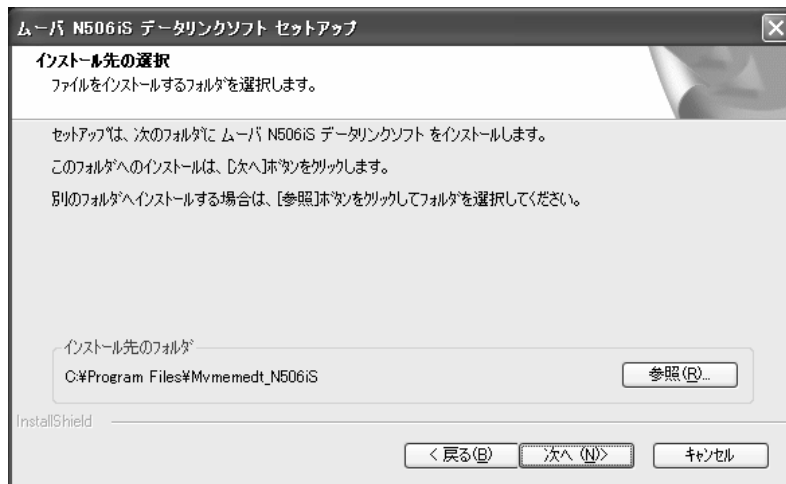 ムーバ N506iS データリンクソフト セットアップ
インストール先の選択
ファイルをインストールするフォルダを選択します。
セットアップは、次のフォルダに ムーバ N506iS データリンクソフト をインストールします。
このフォルダへのインストールは、[次へ]ボタンをクリックします。
別のフォルダへインストールする場合は、[参照]ボタンをクリックしてフォルダを選択してください。
インストール先のフォルダ
C:¥Program Files¥Mvmemedt_N506iS
参照(R)...
InstallShield
< 戻る(B)
次へ (N)>
キャンセル